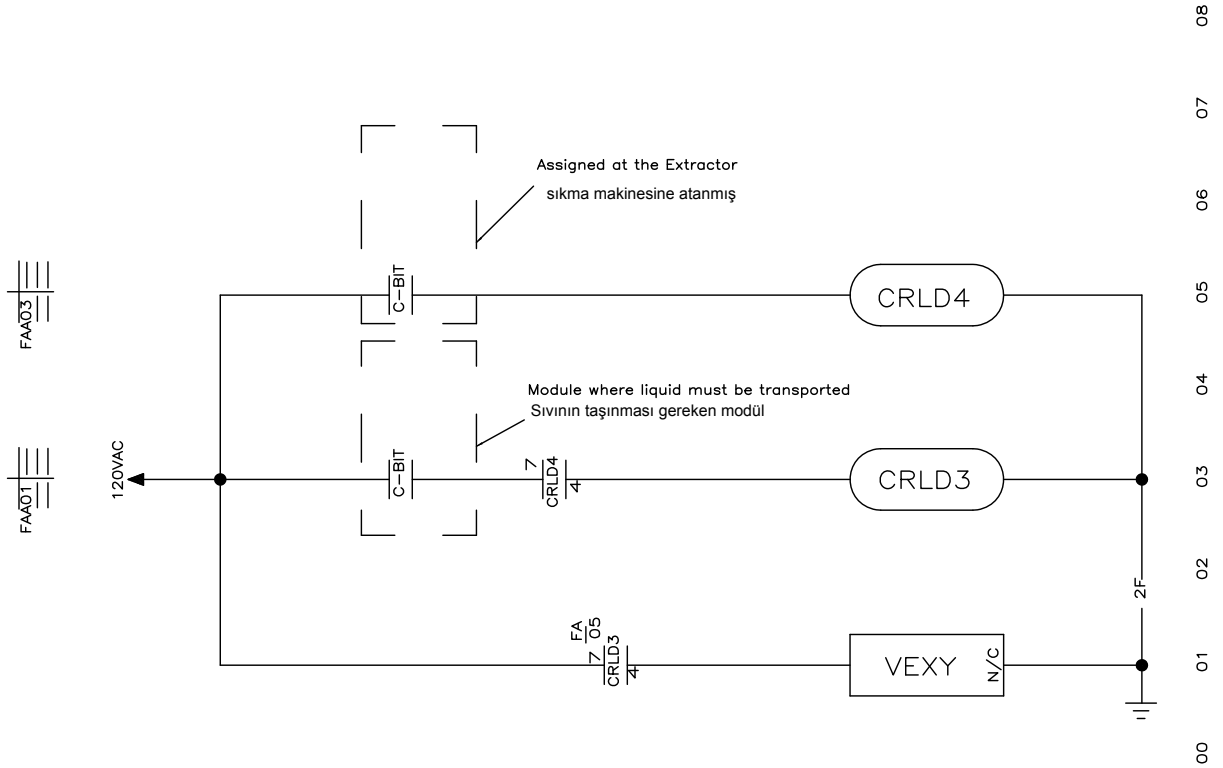 08
07
Assigned at the Extractor
sıkma makinesine atanmış
06
FAA03
C-BIT
CRLD4
05
Module where liquid must be transported
Sıvının taşınması gereken modül
04
FAA01
120VAC
C-BIT
7
CRLD4
4
CRLD3
03
02
2F
FA
05
7
CRLD3
4
VEXY
N/C
01
00